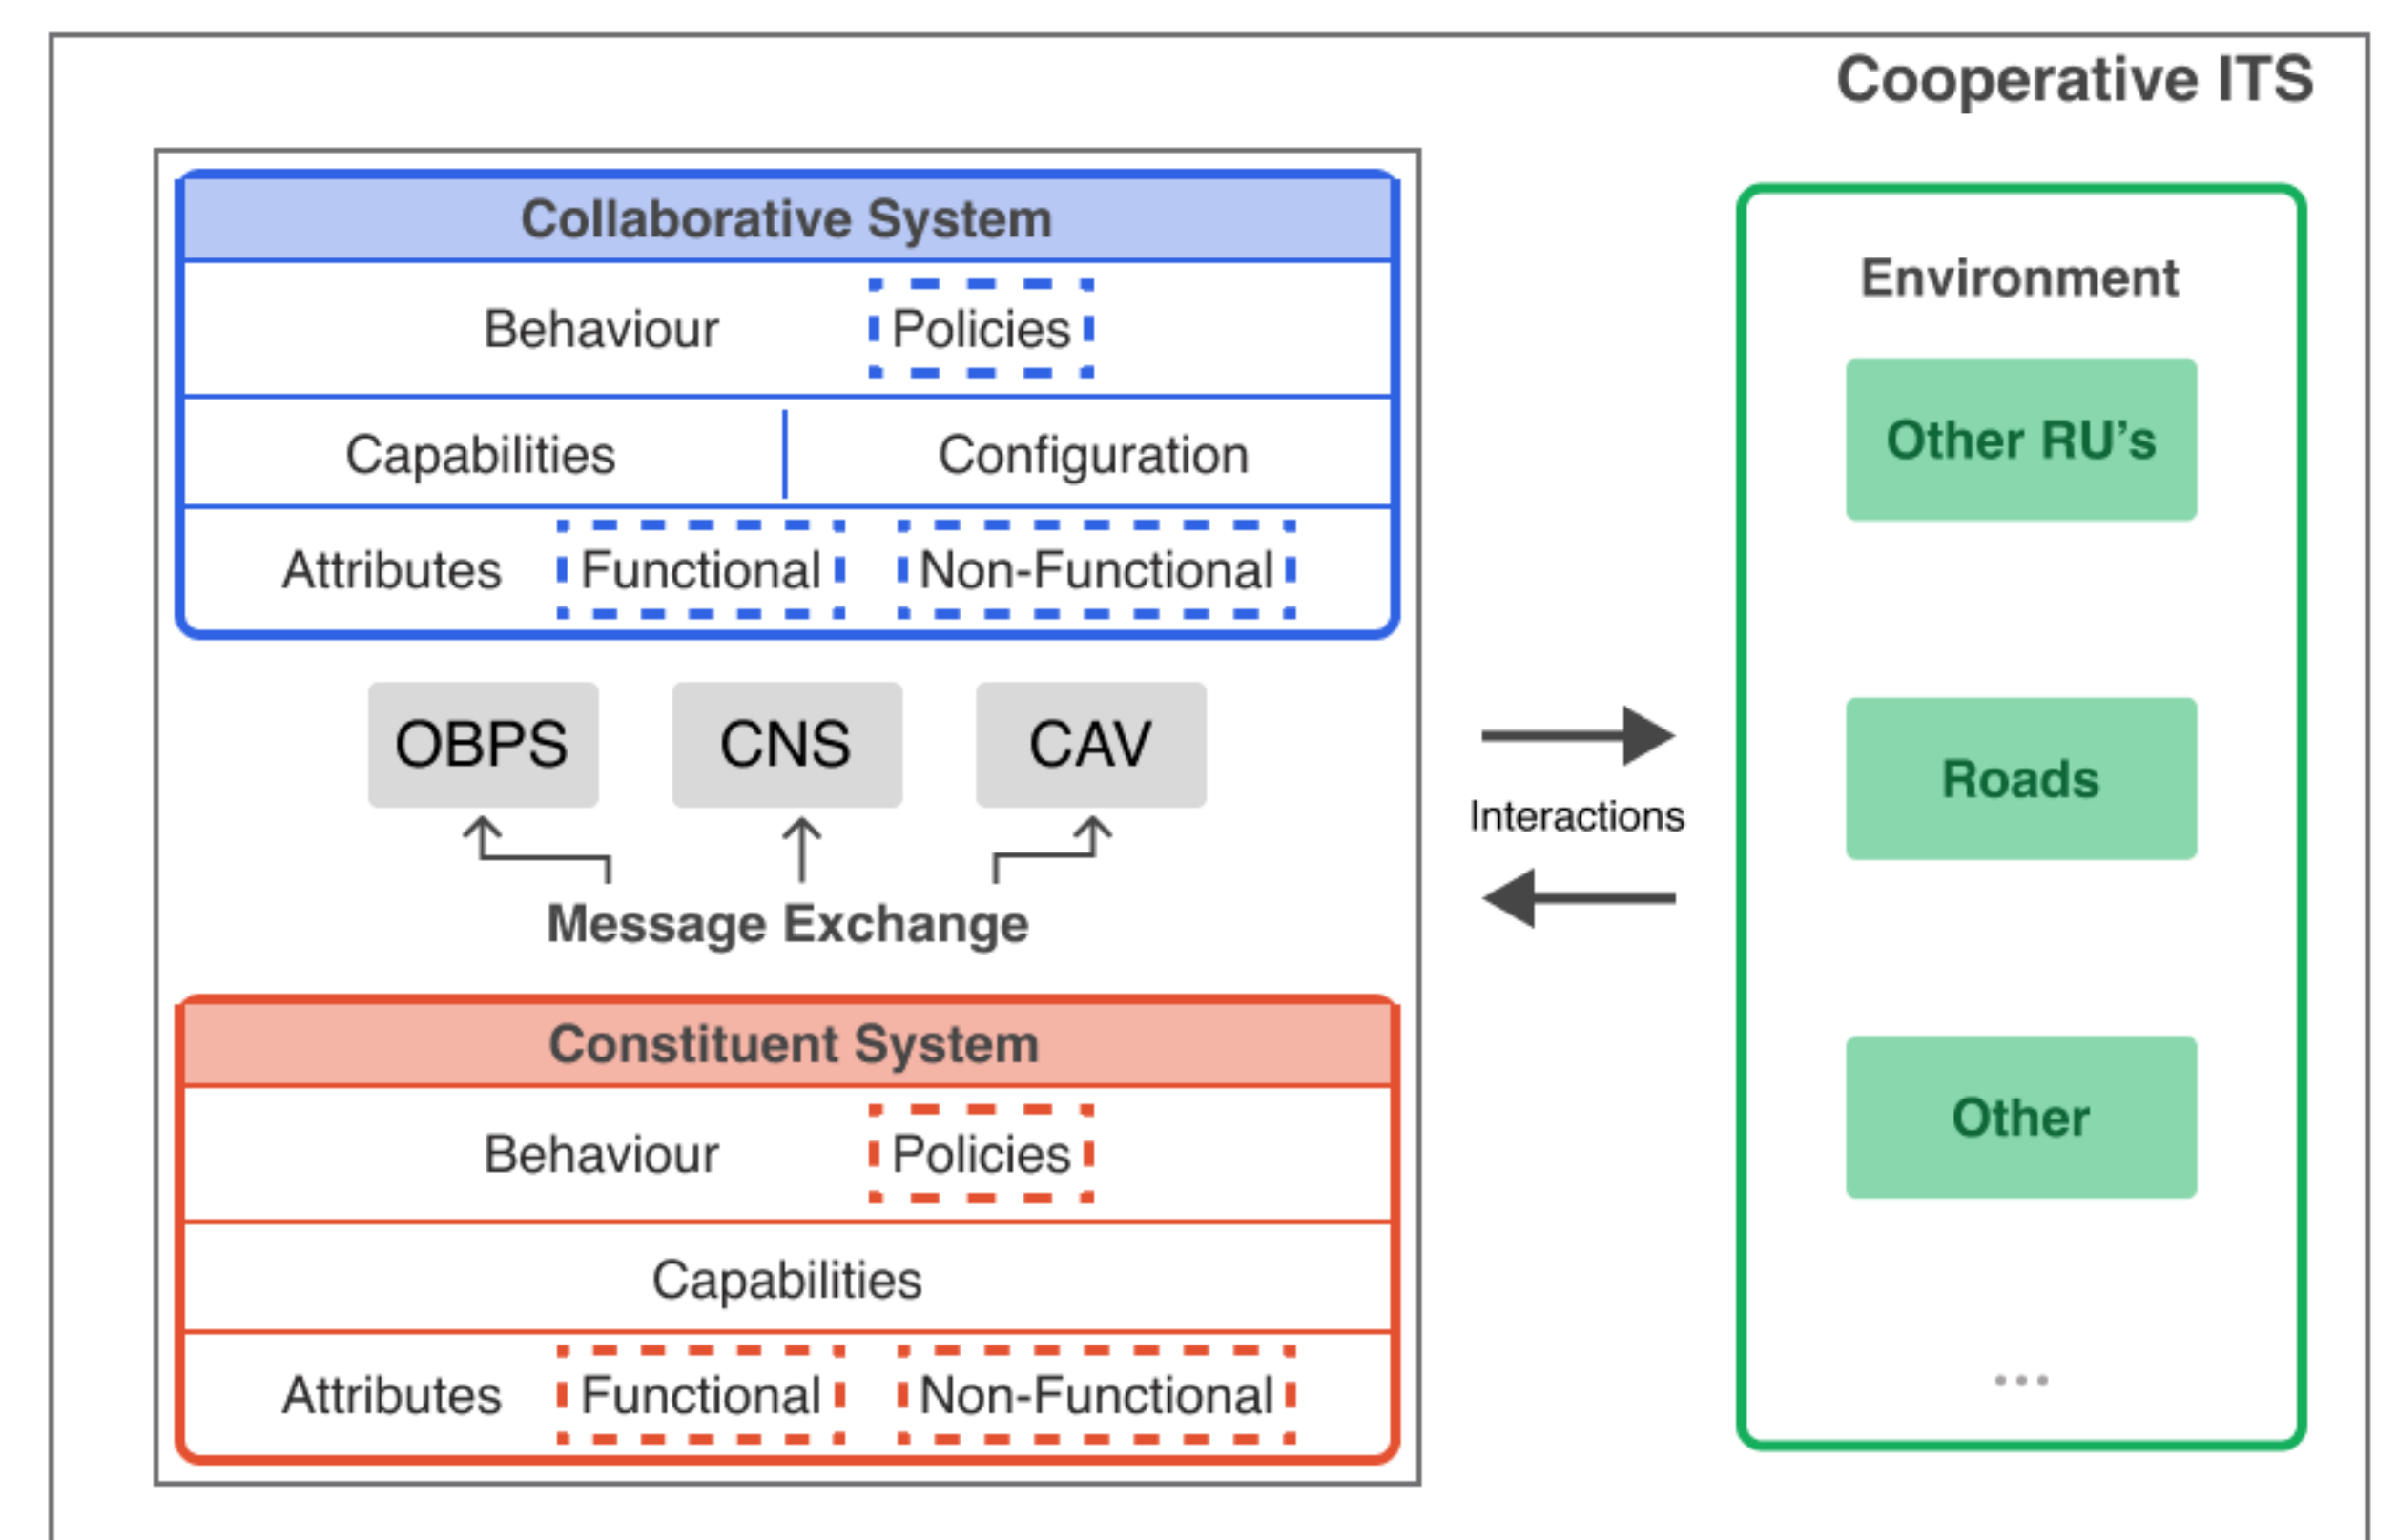 Cooperative ITS
Collaborative System
Behaviour Policies
Capabilities Configuration
Attributes Functional Non-Functional
OBPS CNS CAV
Message Exchange
Constituent System
Behaviour Policies
Capabilities
Attributes Functional Non-Functional
Interactions
Environment
Other RU’s
Roads
Other
...